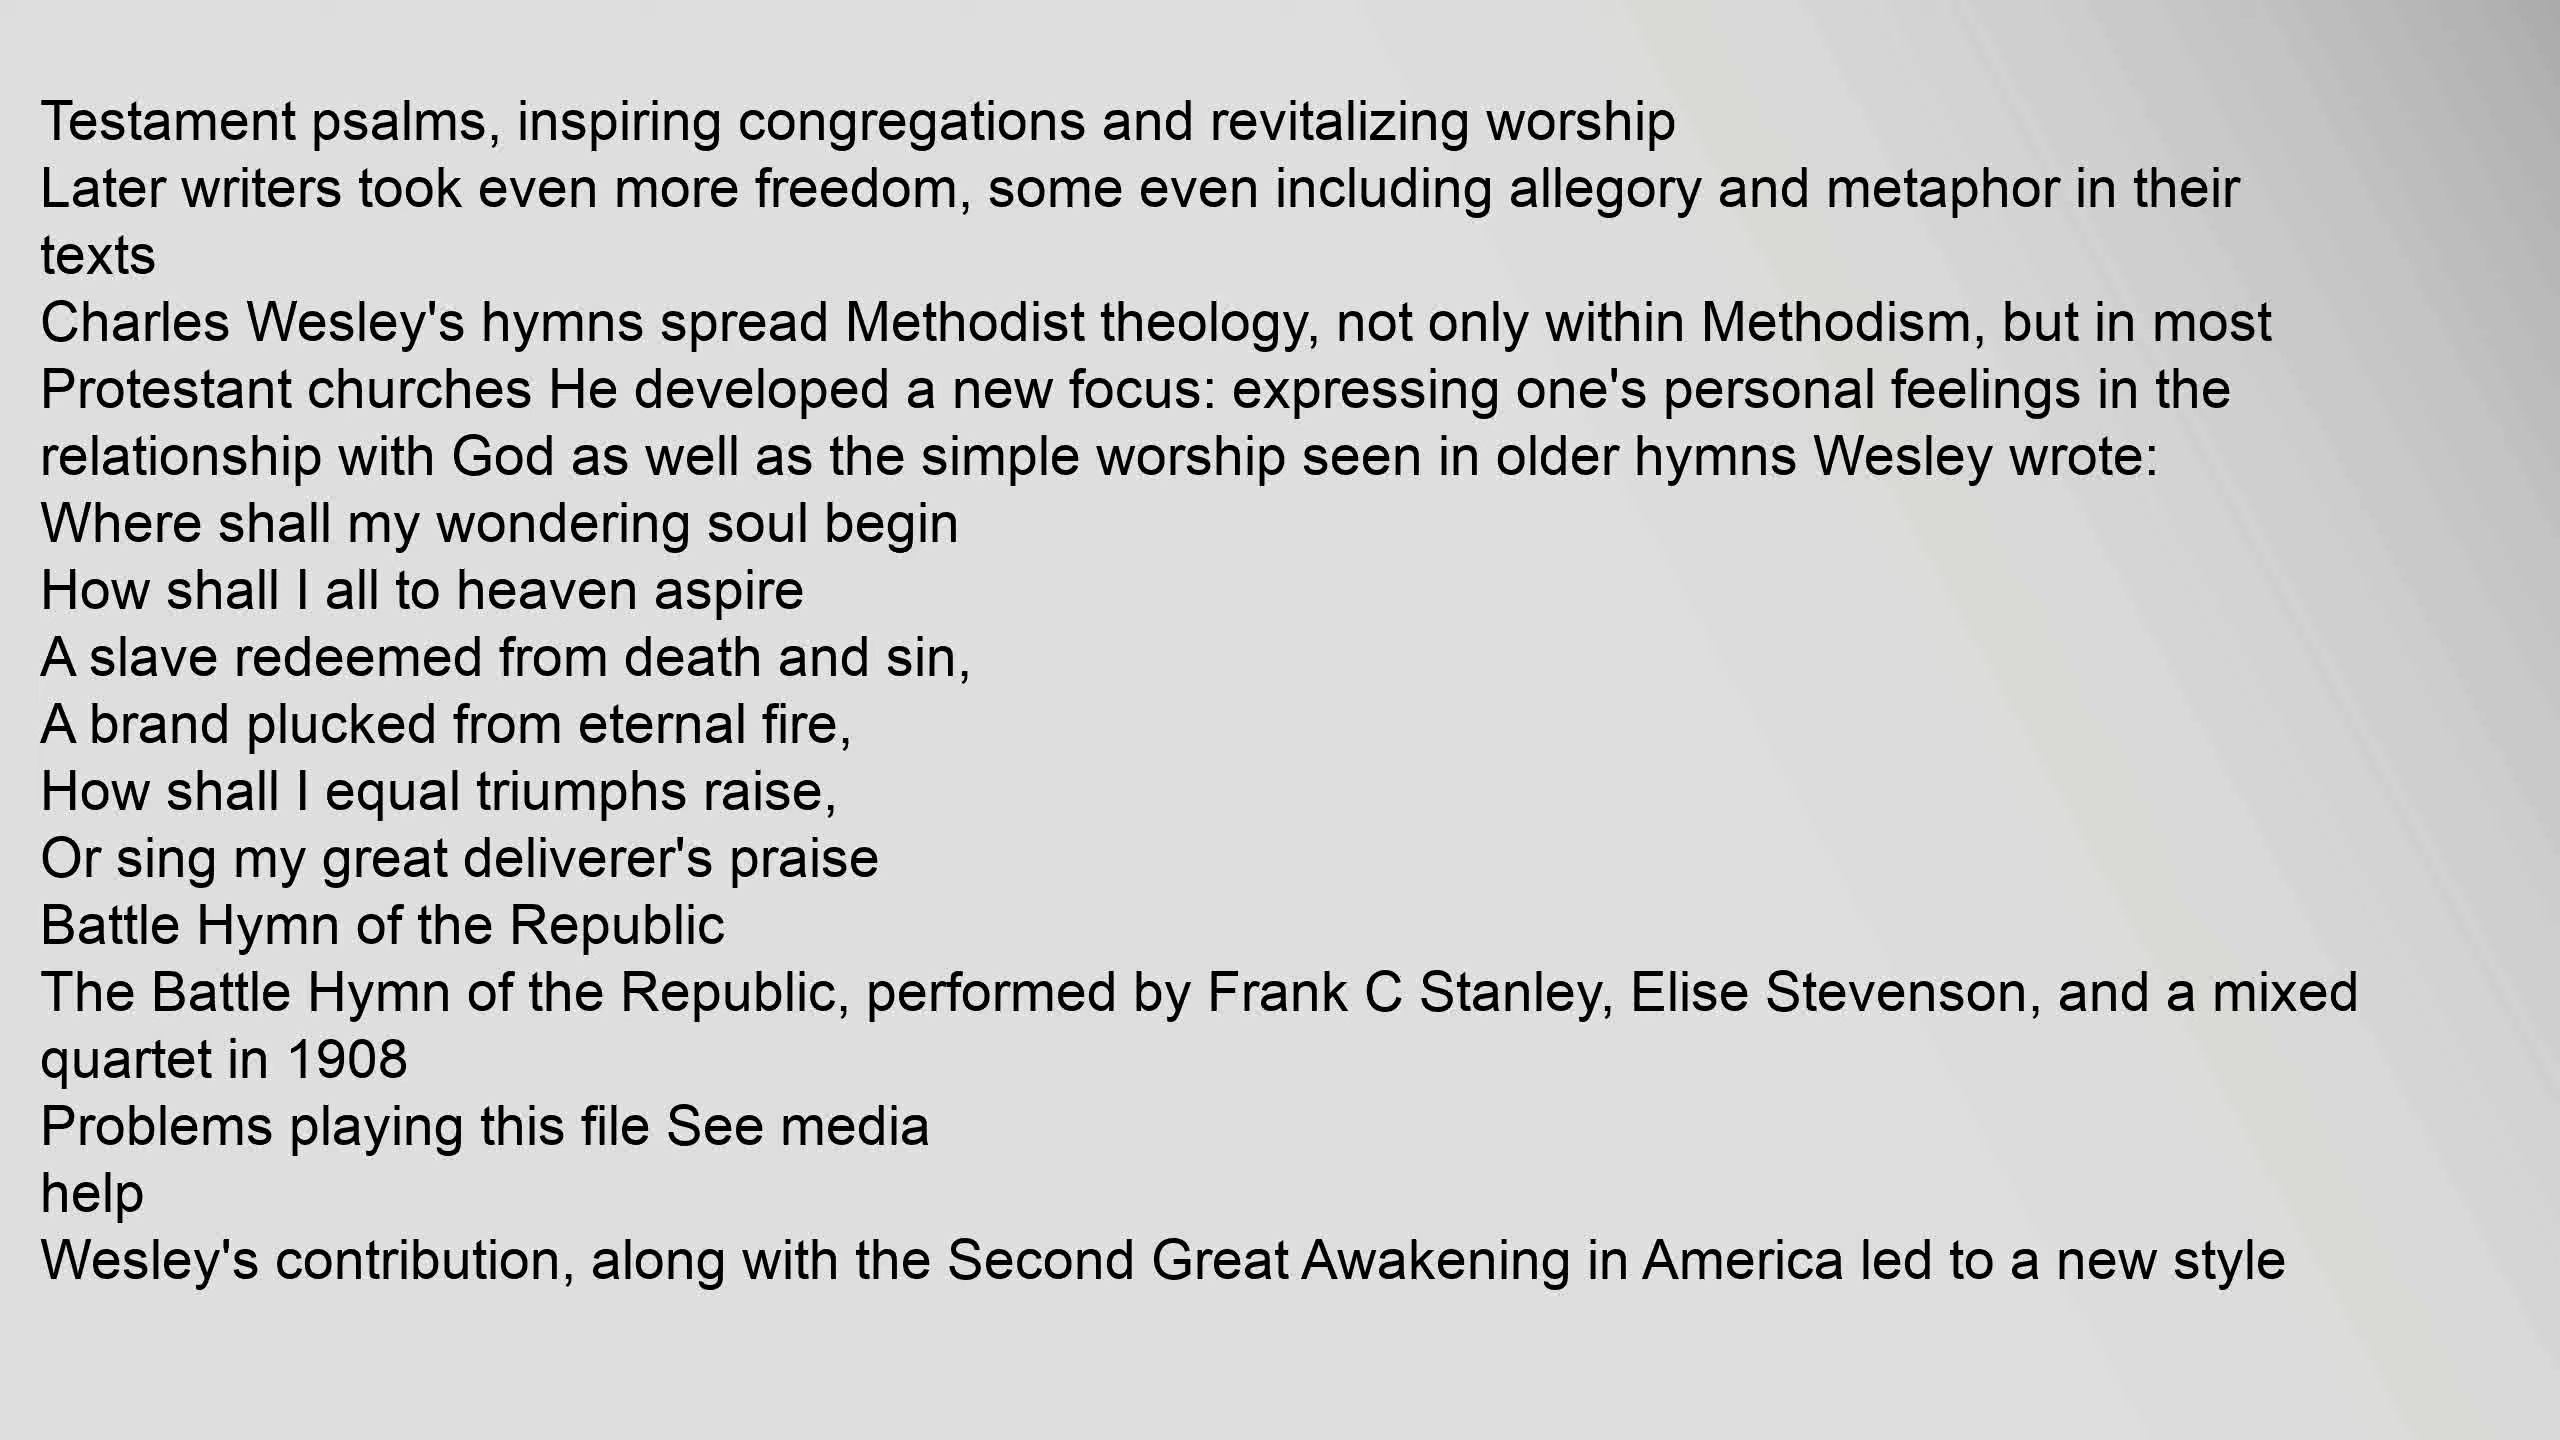 Testament psalms, inspiring congregations and revitalizing worship
Later writers took even more freedom, some even including allegory and metaphor in their
texts
Charles Wesley's hymns spread Methodist theology, not only within Methodism, but in most
Protestant churches He developed a new focus: expressing one's personal feelings in the
relationship with God as well as the simple worship seen in older hymns Wesley wrote:
Where shall my wondering soul begin
How shall I all to heaven aspire
A slave redeemed from death and sin,
A brand plucked from eternal fire,
How shall I equal triumphs raise,
Or sing my great deliverer's praise
Battle Hymn of the Republic
The Battle Hymn of the Republic, performed by Frank C Stanley, Elise Stevenson, and a mixed
quartet in 1908
Problems playing this file See media
help
Wesley's contribution, along with the Second Great Awakening in America led to a new style